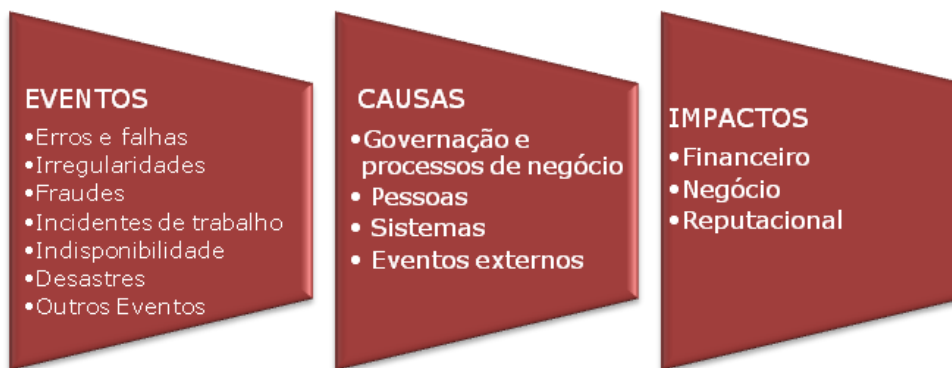 EVENTOS
•Erros e falhas
•Irregularidades
•Fraudes
•Incidentes de trabalho
•Indisponibilidade
•Desastres
•Outros Eventos
CAUSAS
•Governação e
processos de negócio
• Pessoas
• Sistemas
• Eventos externos
IMPACTOS
•Financeiro
•Negócio
•Reputacional